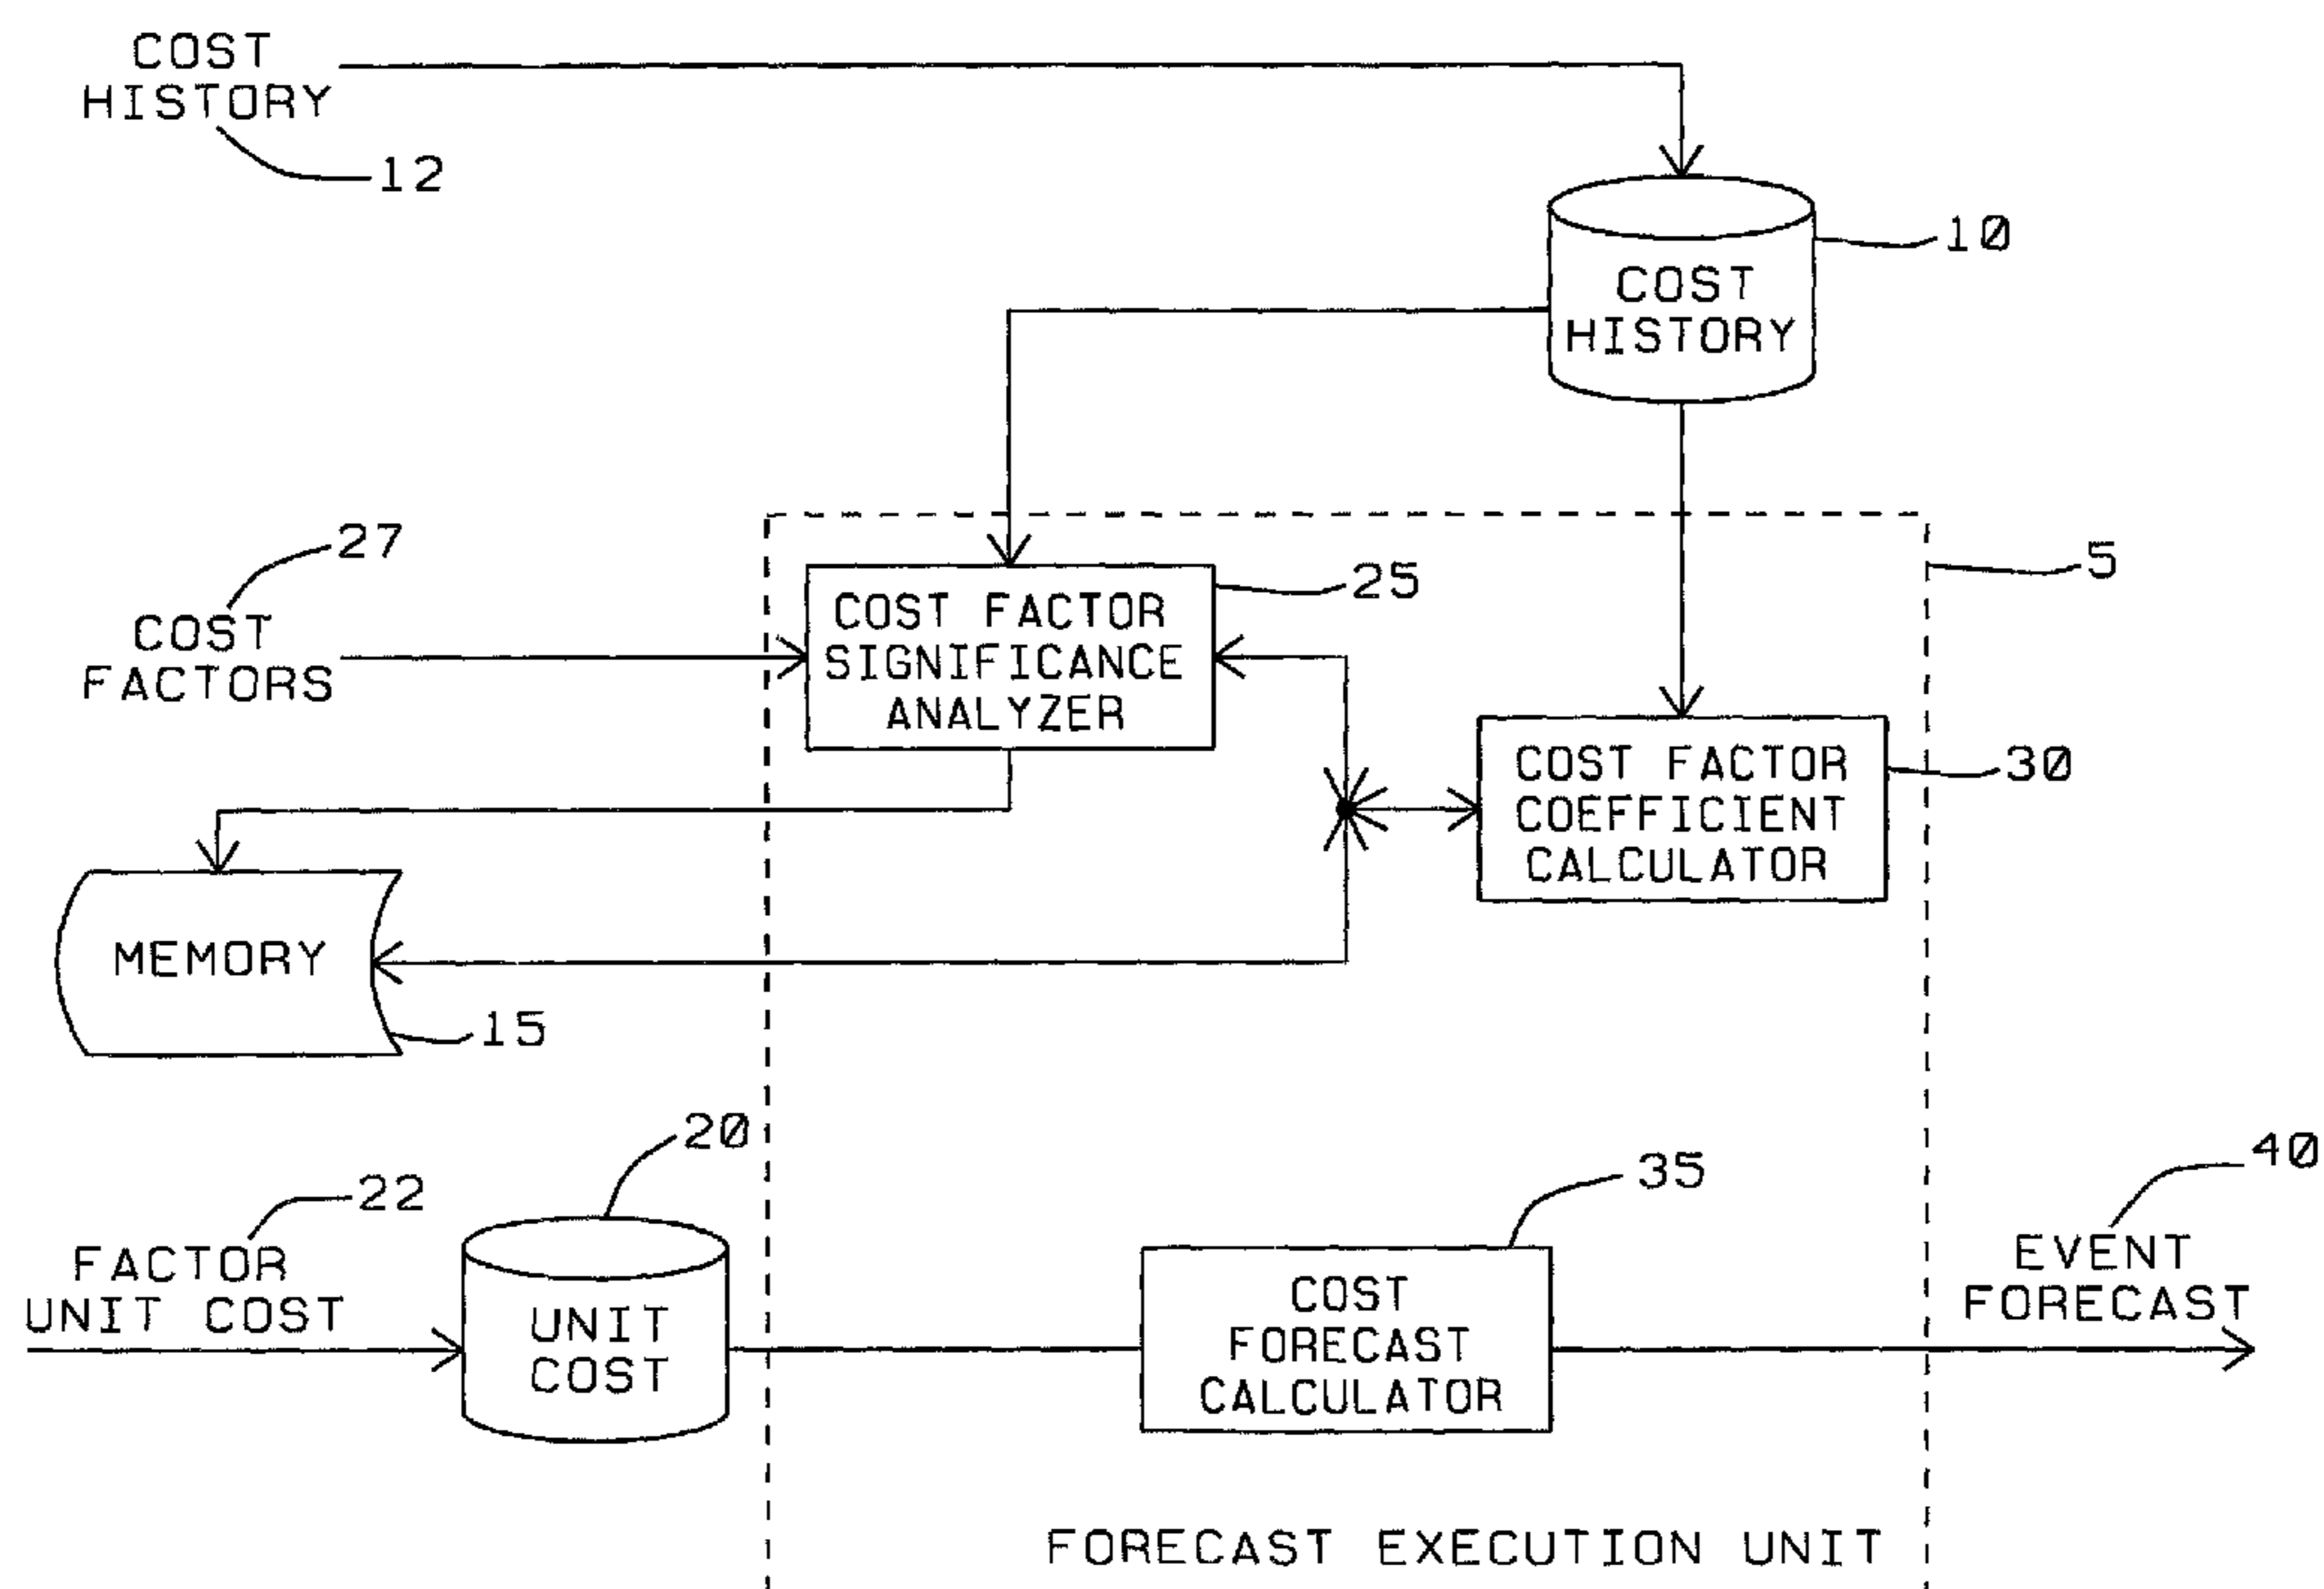 COST
HISTORY
12
10
COST
HISTORY
27
COST
FACTORS
5
25
COST FACTOR
SIGNIFICANCE
ANALYZER
30
COST FACTOR
COEFFICIENT
CALCULATOR
MEMORY
15
20
22
FACTOR
UNIT COST
UNIT
COST
35
COST
FORECAST
CALCULATOR
40
EVENT
FORECAST
FORECAST EXECUTION UNIT